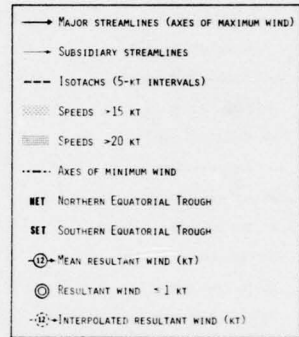 MAJOR STREAMLINES (AXES OF MAXIMUM WIND)
SUBSIDIARY STREAMLINES
ISOTACHS (5-KT INTERVALS)
SPEEDS >15 KT
SPEEDS >20 KT
AXES OF MINIMUM WIND
NET NORTHERN EQUATORIAL TROUGH
SET SOUTHERN EQUATORIAL TROUGH
12 MEAN RESULTANT WIND (KT)
RESULTANT WIND ≤ 1 KT
12 INTERPOLATED RESULTANT WIND (KT)